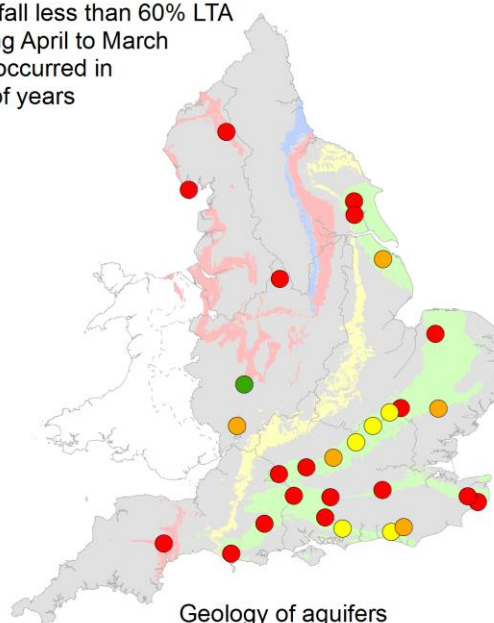 fall less than 60% LTA
April to March
occurred in
of years
Geology of aquifers